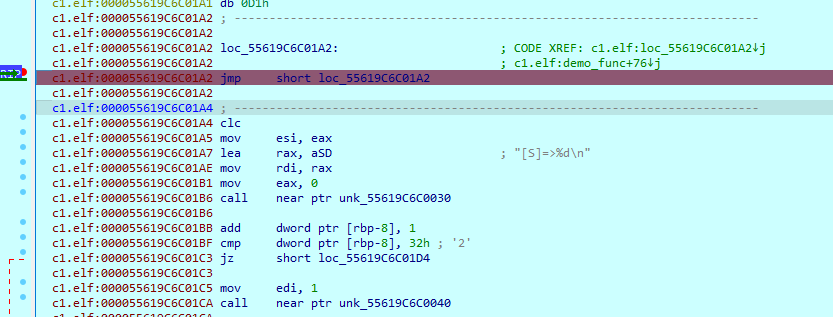 c1.elf:000055619C6C01A1 db 0D1h
c1.elf:000055619C6C01A2 ; ---------------------------------------------------------------------------
c1.elf:000055619C6C01A2
c1.elf:000055619C6C01A2 loc_55619C6C01A2: ; CODE XREF: c1.elf:loc_55619C6C01A2↓j
c1.elf:000055619C6C01A2 ; c1.elf:demo_func+76↓j
RIP c1.elf:000055619C6C01A2 jmp short loc_55619C6C01A2
c1.elf:000055619C6C01A2
c1.elf:000055619C6C01A4 ; ---------------------------------------------------------------------------
c1.elf:000055619C6C01A4 clc
c1.elf:000055619C6C01A5 mov esi, eax
c1.elf:000055619C6C01A7 lea rax, aSD ; "[S]=>%d\n"
c1.elf:000055619C6C01AE mov rdi, rax
c1.elf:000055619C6C01B1 mov eax, 0
c1.elf:000055619C6C01B6 call near ptr unk_55619C6C0030
c1.elf:000055619C6C01B6
c1.elf:000055619C6C01BB add dword ptr [rbp-8], 1
c1.elf:000055619C6C01BF cmp dword ptr [rbp-8], 32h ; '2'
c1.elf:000055619C6C01C3 jz short loc_55619C6C01D4
c1.elf:000055619C6C01C3
c1.elf:000055619C6C01C5 mov edi, 1
c1.elf:000055619C6C01CA call near ptr unk_55619C6C0040